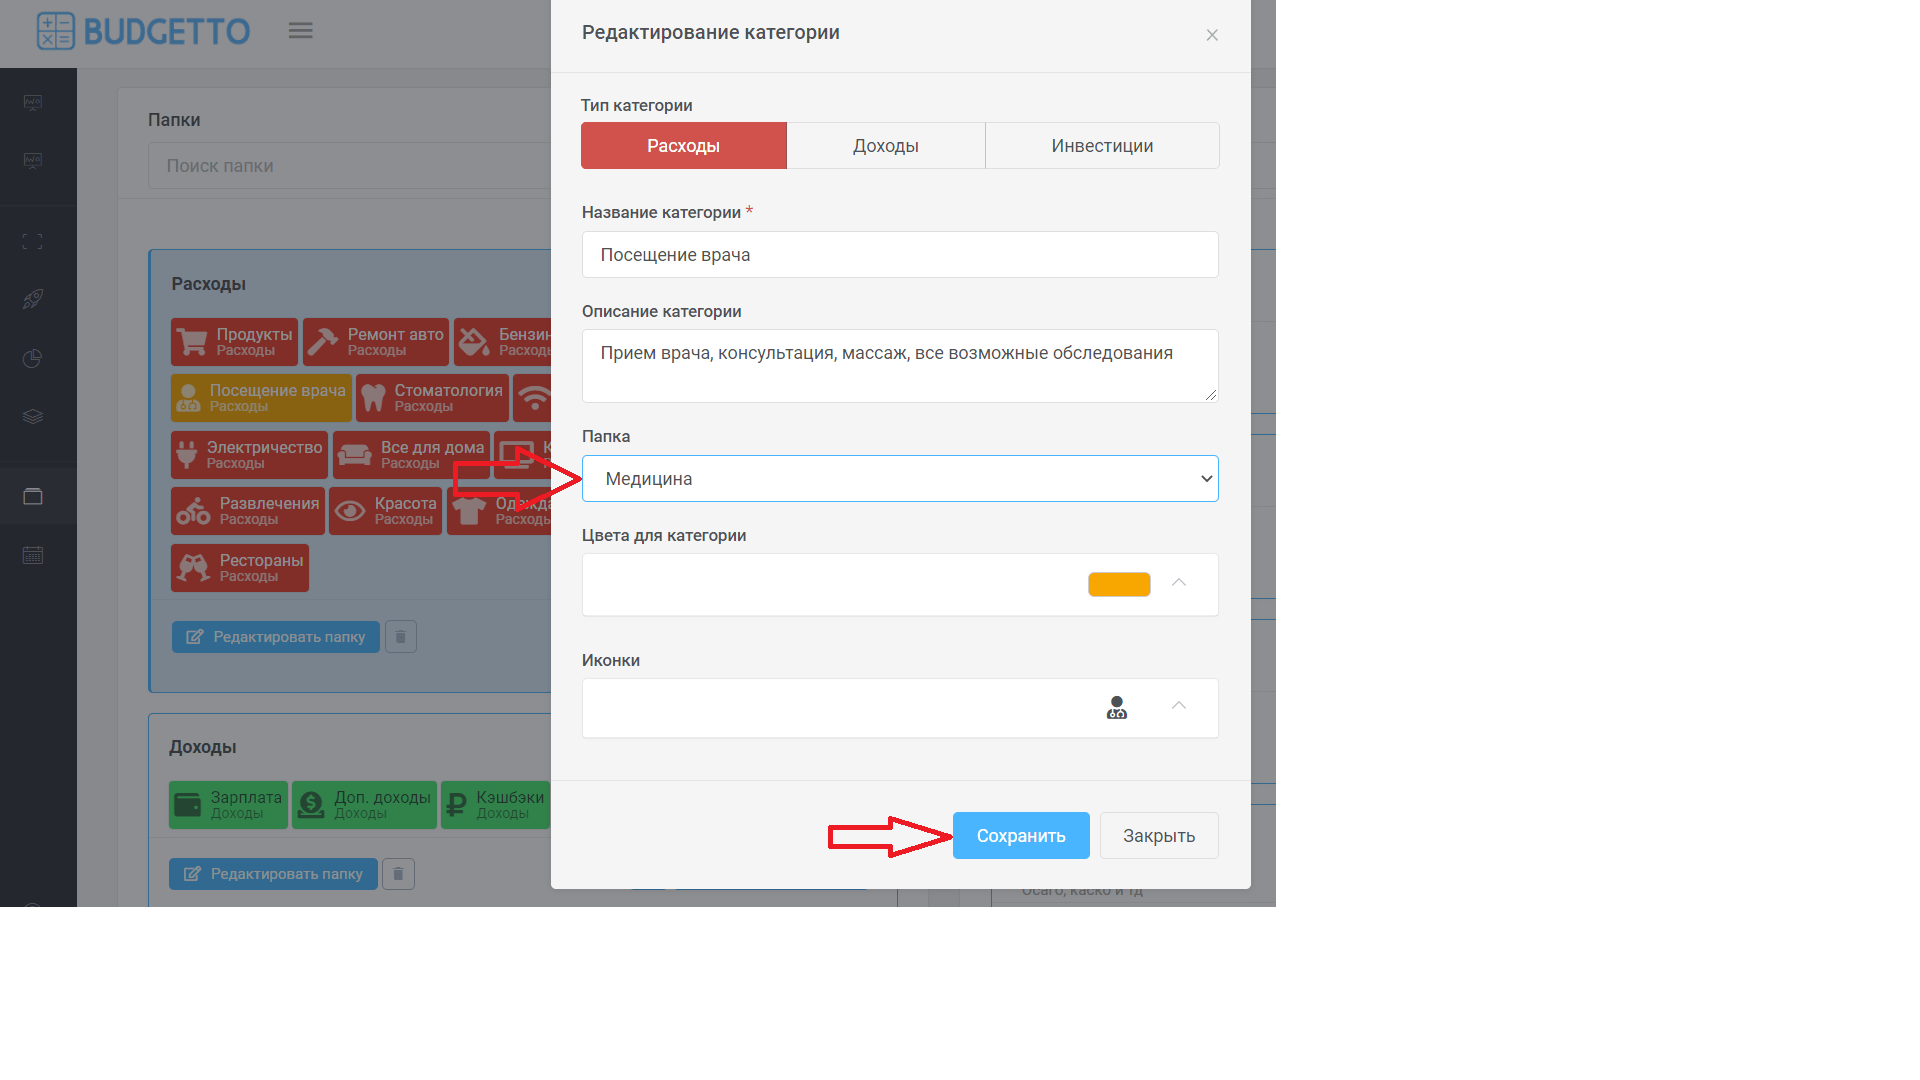 BUDGETTO
Папки
Поиск папки
Расходы
Продукты
Расходы
Ремонт авто
Расходы
Бензин
Расходы
Посещение врача
Расходы
Стоматология
Расходы
Электричество
Расходы
Все для дома
Расходы
К
Развлечения
Расходы
Красота
Расходы
Одежда
Расходы
Рестораны
Расходы
Редактировать папку
Доходы
Зарплата
Доходы
Доп. доходы
Доходы
Кэшбэки
Доходы
Редактировать папку
Редактирование категории
Тип категории
Расходы
Доходы
Инвестиции
Название категории *
Посещение врача
Описание категории
Прием врача, консультация, массаж, все возможные обследования
Папка
Медицина
Цвета для категории
Иконки
Сохранить
Закрыть
Осаго, каско и тд